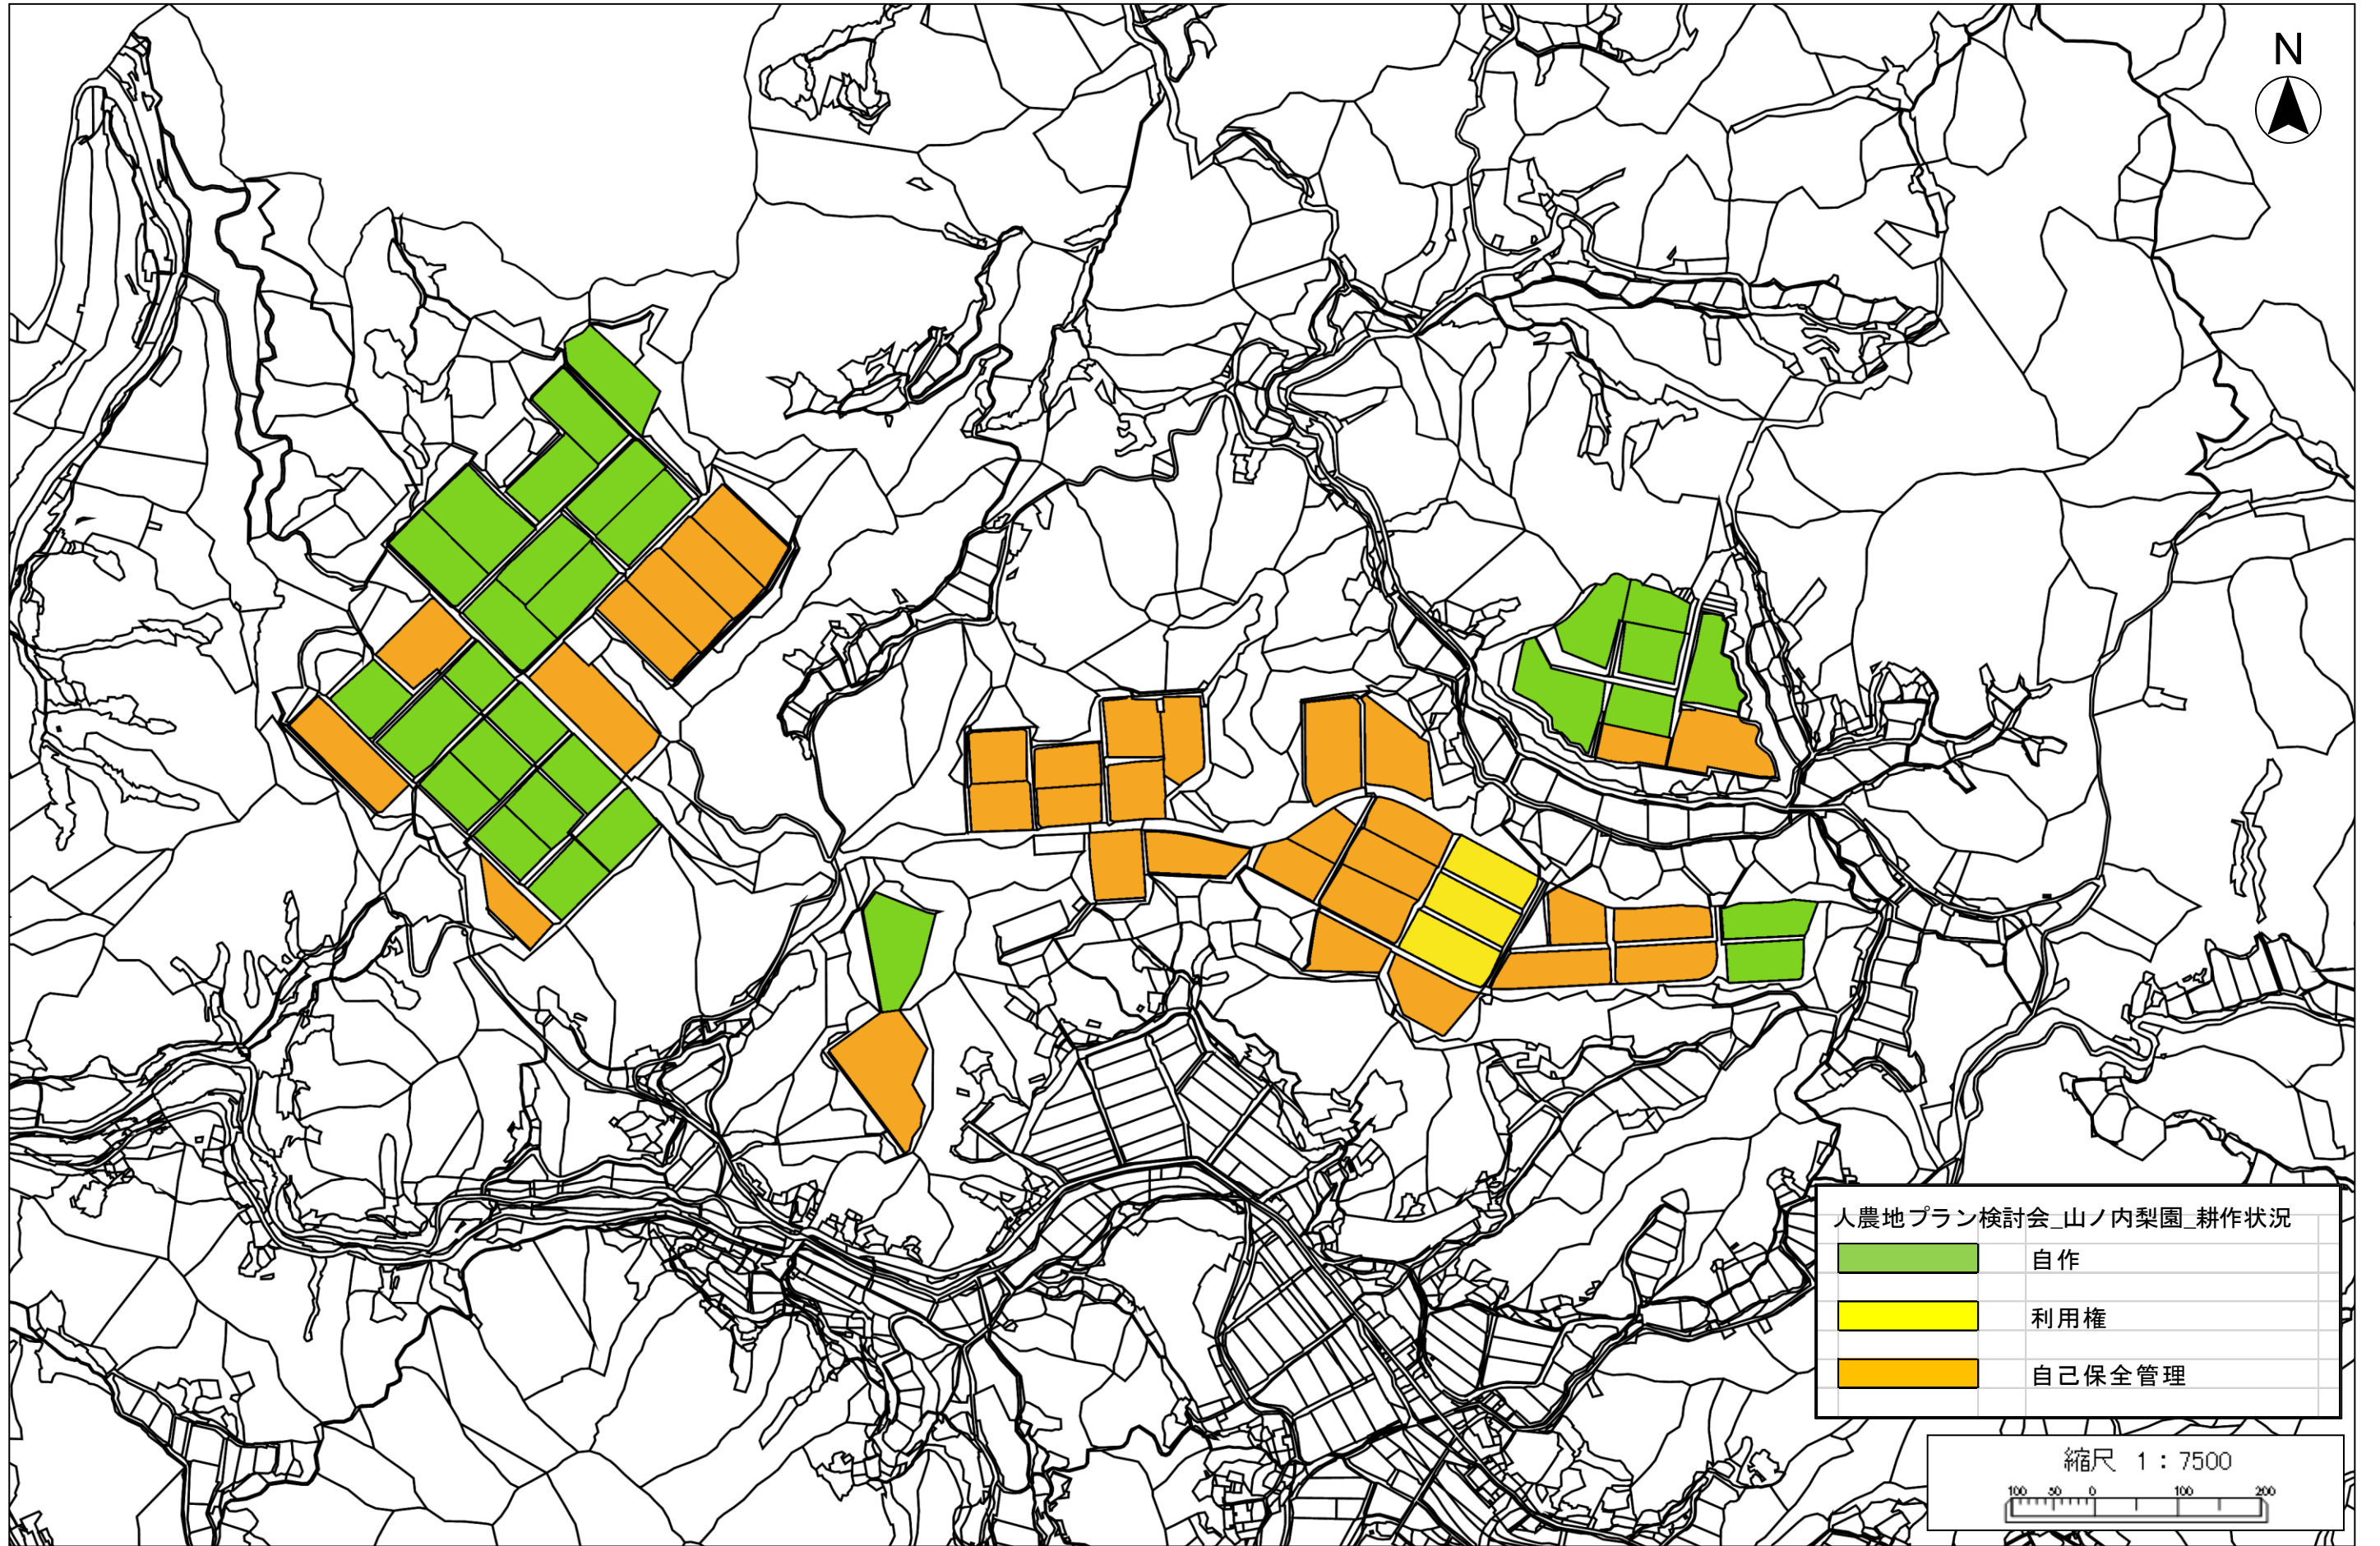 N
人農地プラン検討会_山ノ内梨園_耕作状況
自作
利用権
自己保全管理
縮尺 1：7500
100 50 0 100 200